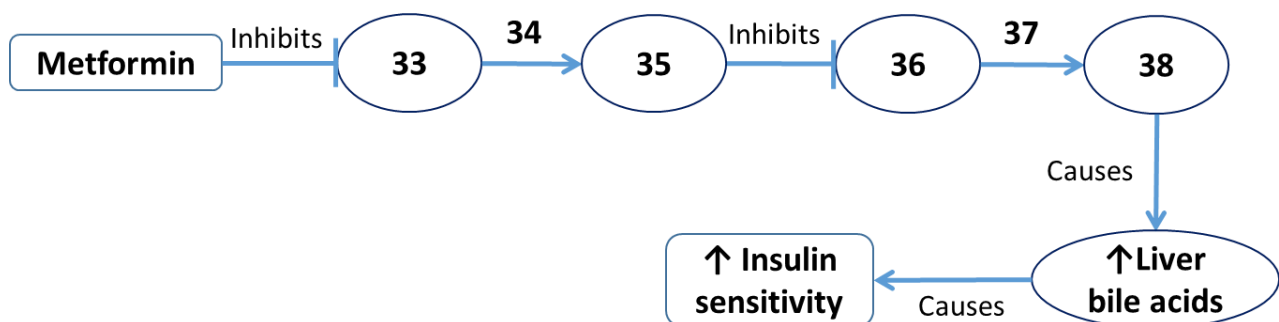 Metformin
Inhibits
33
34
35
Inhibits
36
37
38
Causes
↑Liver
bile acids
Causes
↑ Insulin
sensitivity